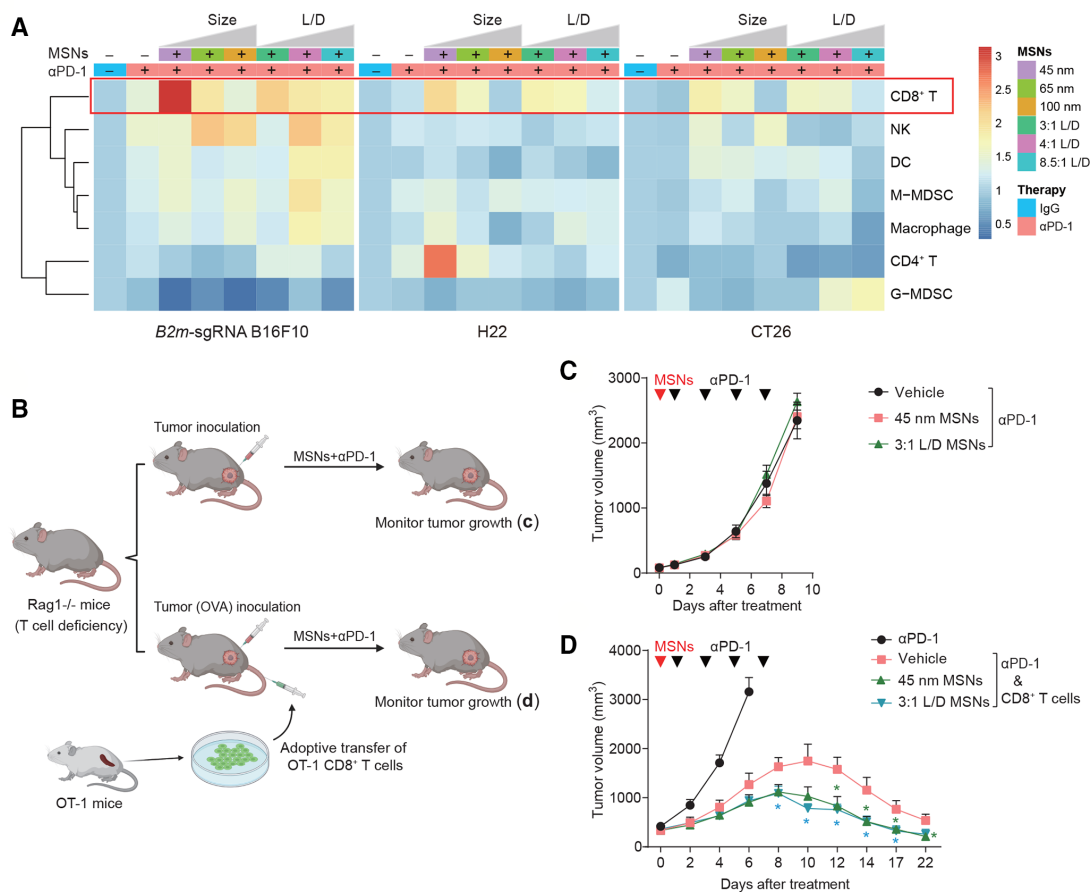 A
Size
L/D
Size
L/D
Size
L/D
MSNs
– – + + + + + + – – + + + + + + – – + + + + + +
αPD-1
– + + + + + + + – + + + + + + + – + + + + + + +
CD8⁺ T
NK
DC
M−MDSC
Macrophage
CD4⁺ T
G−MDSC
B2m-sgRNA B16F10
H22
CT26
3
2.5
2
1.5
1
0.5
MSNs
45 nm
65 nm
100 nm
3:1 L/D
4:1 L/D
8.5:1 L/D
Therapy
IgG
αPD-1
B
Tumor inoculation
MSNs+αPD-1
Monitor tumor growth (c)
Rag1-/- mice
(T cell deficiency)
Tumor (OVA) inoculation
MSNs+αPD-1
Monitor tumor growth (d)
Adoptive transfer of
OT-1 CD8⁺ T cells
OT-1 mice
C
MSNs αPD-1
Vehicle
45 nm MSNs
3:1 L/D MSNs
αPD-1
Tumor volume (mm³)
3000
2000
1000
0
0 2 4 6 8 10
Days after treatment
D
MSNs αPD-1
αPD-1
Vehicle
45 nm MSNs
3:1 L/D MSNs
αPD-1
&
CD8⁺ T cells
Tumor volume (mm³)
4000
3000
2000
1000
0
* * * *
* * * * *
0 2 4 6 8 10 12 14 17 22
Days after treatment